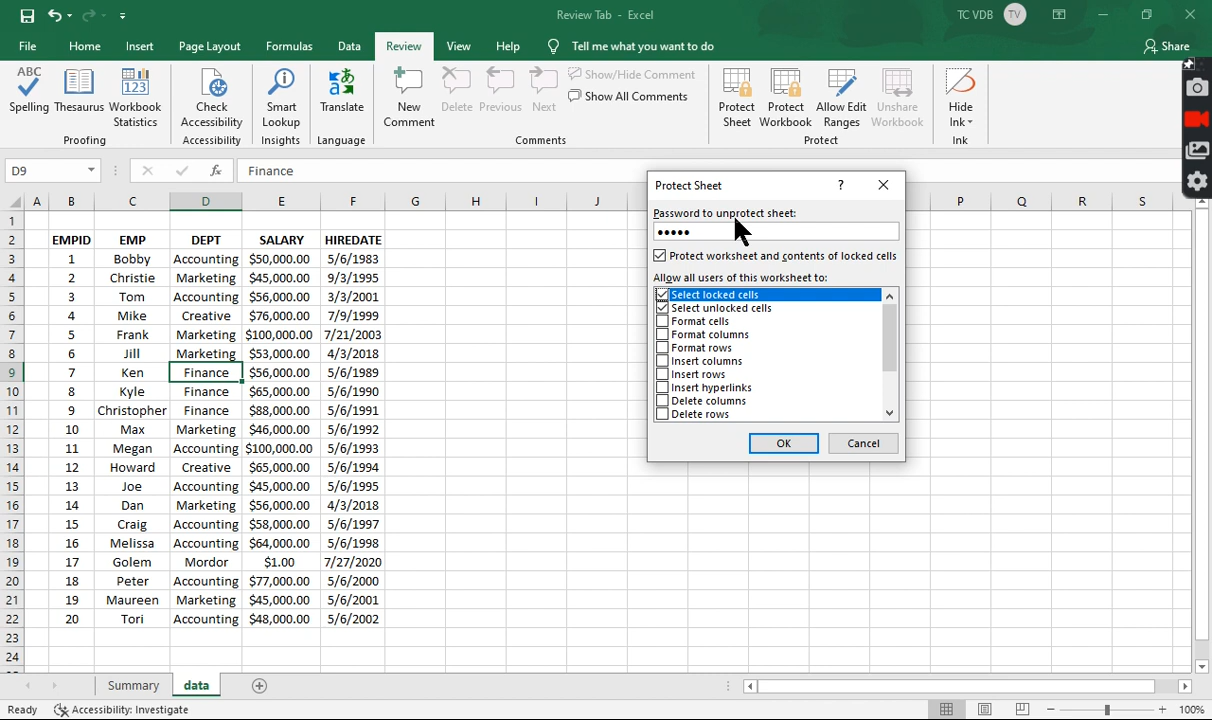 Review Tab - Excel
TC VDB TV
File Home Insert Page Layout Formulas Data Review View Help Tell me what you want to do Share
ABC
Spelling
Thesaurus
123
Workbook Statistics
Proofing
Check Accessibility
Accessibility
Smart Lookup
Insights
Translate
Language
New Comment
Delete
Previous
Next
Show/Hide Comment
Show All Comments
Comments
Protect Sheet
Protect Workbook
Allow Edit Ranges
Unshare Workbook
Protect
Hide Ink
Ink
D9 fx Finance
A B C D E F G H I J P Q R S
1
2 EMPID EMP DEPT SALARY HIREDATE
3 1 Bobby Accounting $50,000.00 5/6/1983
4 2 Christie Marketing $45,000.00 9/3/1995
5 3 Tom Accounting $56,000.00 3/3/2001
6 4 Mike Creative $76,000.00 7/9/1999
7 5 Frank Marketing $100,000.00 7/21/2003
8 6 Jill Marketing $53,000.00 4/3/2018
9 7 Ken Finance $56,000.00 5/6/1989
10 8 Kyle Finance $65,000.00 5/6/1990
11 9 Christopher Finance $88,000.00 5/6/1991
12 10 Max Marketing $46,000.00 5/6/1992
13 11 Megan Accounting $100,000.00 5/6/1993
14 12 Howard Creative $65,000.00 5/6/1994
15 13 Joe Accounting $45,000.00 5/6/1995
16 14 Dan Marketing $56,000.00 4/3/2018
17 15 Craig Accounting $58,000.00 5/6/1997
18 16 Melissa Accounting $64,000.00 5/6/1998
19 17 Golem Mordor $1.00 7/27/2020
20 18 Peter Accounting $77,000.00 5/6/2000
21 19 Maureen Marketing $45,000.00 5/6/2001
22 20 Tori Accounting $48,000.00 5/6/2002
23
24
Protect Sheet ?
Password to unprotect sheet:
•••••
Protect worksheet and contents of locked cells
Allow all users of this worksheet to:
Select locked cells
Select unlocked cells
Format cells
Format columns
Format rows
Insert columns
Insert rows
Insert hyperlinks
Delete columns
Delete rows
OK Cancel
Summary data
Ready Accessibility: Investigate 100%